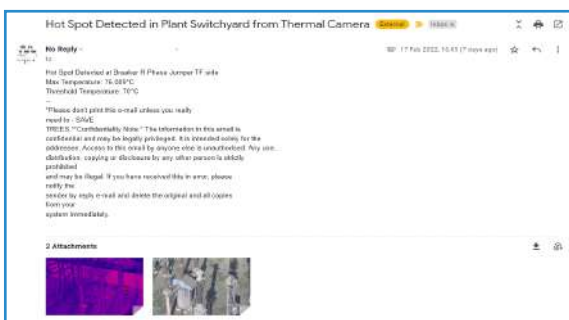 Hot Spot Detected in Plant Switchyard from Thermal Camera External Inbox x
No Reply
to
17 Feb 2022, 10:43 (7 days ago)
Hot Spot Detected at Breaker R Phase Jumper TF side
Max Temperature: 76.089°C
Threshold Temperature: 70°C
--
"Please don't print this e-mail unless you really
need to - SAVE
TREES.*"Confidentiality Note:* The information in this email is
confidential and may be legally privileged. It is intended solely for the
addressee. Access to this email by anyone else is unauthorised. Any use,
distribution, copying or disclosure by any other person is strictly
prohibited
and may be illegal. If you have received this in error, please
notify the
sender by reply e-mail and delete the original and all copies
from your
system immediately.
2 Attachments